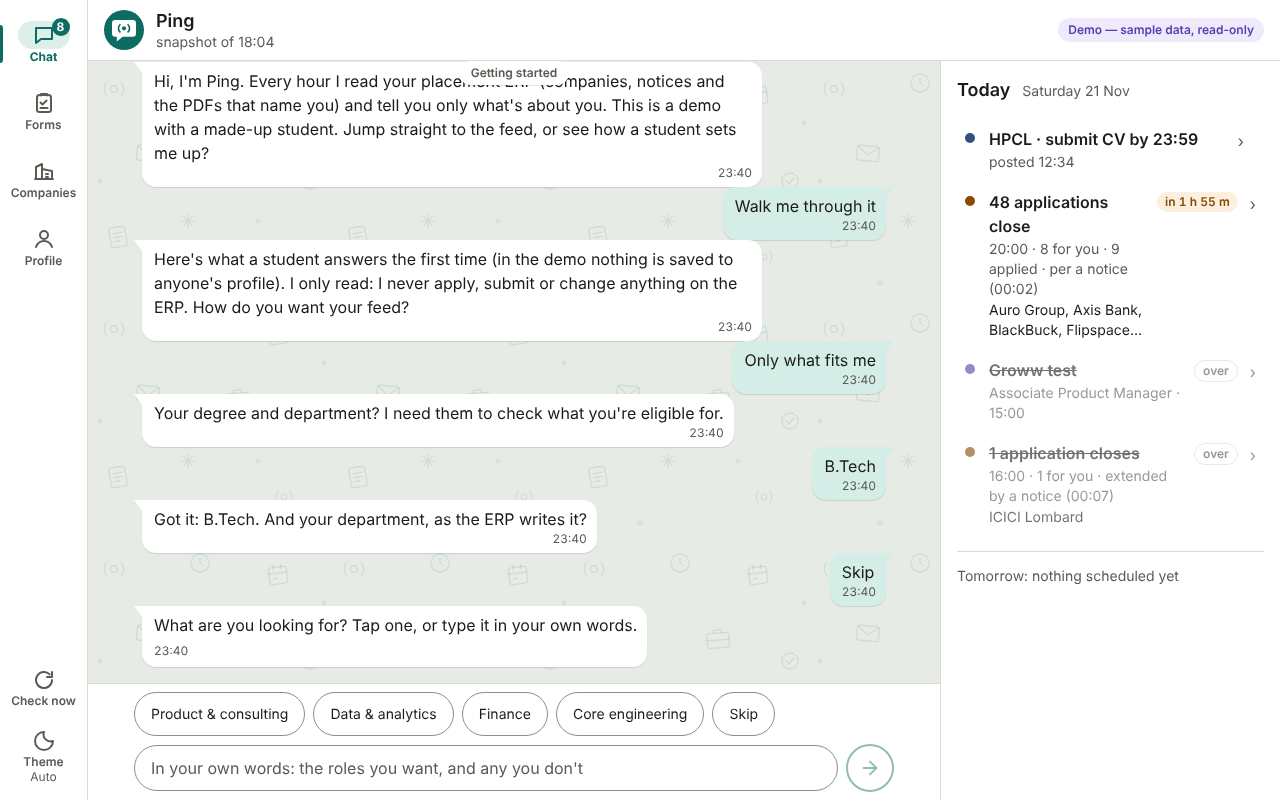 8
Chat
Forms
Companies
Profile
Check now
Theme
Auto
Ping
snapshot of 18:04
Demo — sample data, read-only
Getting started
Hi, I'm Ping. Every hour I read your placement ERP (companies, notices and
the PDFs that name you) and tell you only what's about you. This is a demo
with a made-up student. Jump straight to the feed, or see how a student sets
me up?
23:40
Walk me through it
23:40
Here's what a student answers the first time (in the demo nothing is saved to
anyone's profile). I only read: I never apply, submit or change anything on the
ERP. How do you want your feed?
23:40
Only what fits me
23:40
Your degree and department? I need them to check what you're eligible for.
23:40
B.Tech
23:40
Got it: B.Tech. And your department, as the ERP writes it?
23:40
Skip
23:40
What are you looking for? Tap one, or type it in your own words.
23:40
Product & consulting
Data & analytics
Finance
Core engineering
Skip
In your own words: the roles you want, and any you don't
Today Saturday 21 Nov
HPCL · submit CV by 23:59
posted 12:34
48 applications
close
in 1 h 55 m
20:00 · 8 for you · 9
applied · per a notice
(00:02)
Auro Group, Axis Bank,
BlackBuck, Flipspace...
Groww test
over
Associate Product Manager ·
15:00
1 application closes
over
16:00 · 1 for you · extended
by a notice (00:07)
ICICI Lombard
Tomorrow: nothing scheduled yet